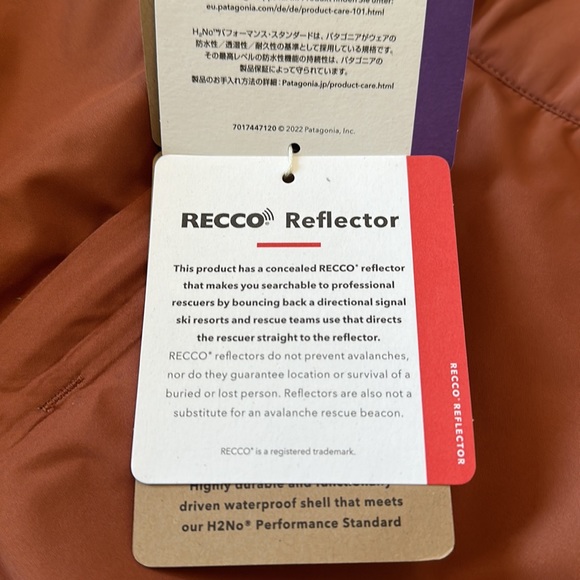 eu.patagonia.com/de/de/product-care-101.html
H₂No™パフォーマンス・スタンダードは、パタゴニアがウェアの
防水性／透湿性／耐久性の基準として採用している規格です。
その最高レベルの防水性機能の持続性は、パタゴニアの
製品保証によって守られています。
製品のお手入れ方法の詳細：Patagonia.jp/product-care.html
7017447120 © 2022 Patagonia, Inc.
RECCO® Reflector
This product has a concealed RECCO® reflector
that makes you searchable to professional
rescuers by bouncing back a directional signal
ski resorts and rescue teams use that directs
the rescuer straight to the reflector.
RECCO® reflectors do not prevent avalanches,
nor do they guarantee location or survival of a
buried or lost person. Reflectors are also not a
substitute for an avalanche rescue beacon.
RECCO® is a registered trademark.
RECCO® REFLECTOR
Highly durable and
driven waterproof shell that meets
our H2No® Performance Standard